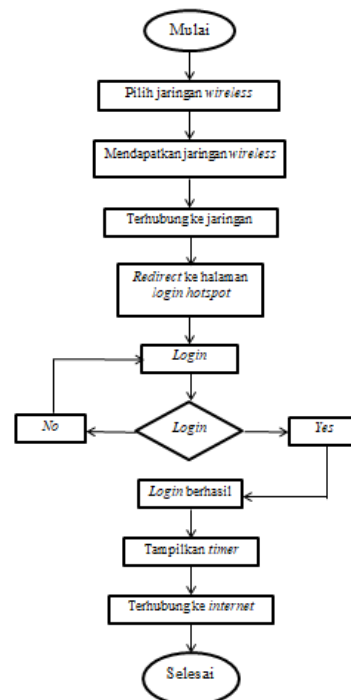 Mulai
Pilih jaringan wireless
Mendapatkan jaringan wireless
Terhubung ke jaringan
Redirect ke halaman
login hotspot
Login
No
Login
Yes
Login berhasil
Tampilkan timer
Terhubung ke internet
Selesai